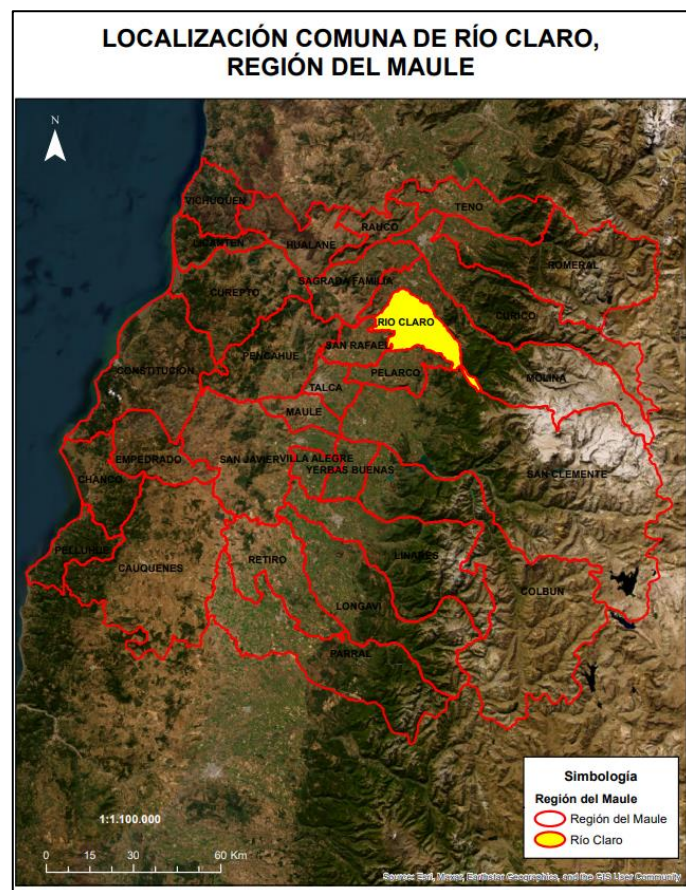 LOCALIZACIÓN COMUNA DE RÍO CLARO,
REGIÓN DEL MAULE
N
VICHUQUEN
TENO
RAUCO
LICANTEN
HUALANE
ROMERAL
SAGRADA FAMILIA
CUREPTO
CURICO
RIO CLARO
SAN RAFAEL
PENCAHUE
CONSTITUCION
PELARCO
MOLINA
TALCA
MAULE
EMPEDRADO
SAN JAVIER
VILLA ALEGRE
YERBAS BUENAS
SAN CLEMENTE
CHANCO
PELLUHUE
CAUQUENES
RETIRO
LINARES
COLBUN
LONGAVI
PARRAL
1:1.100.000
0 15 30 60 Km
Simbología
Región del Maule
Región del Maule
Río Claro
Source: Esri, Maxar, Earthstar Geographics, and the GIS User Community